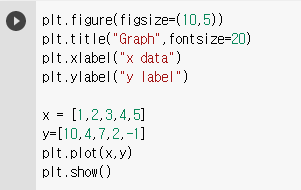 plt.figure(figsize=(10,5))
plt.title("Graph",fontsize=20)
plt.xlabel("x data")
plt.ylabel("y label")
x = [1,2,3,4,5]
y=[10,4,7,2,-1]
plt.plot(x,y)
plt.show()